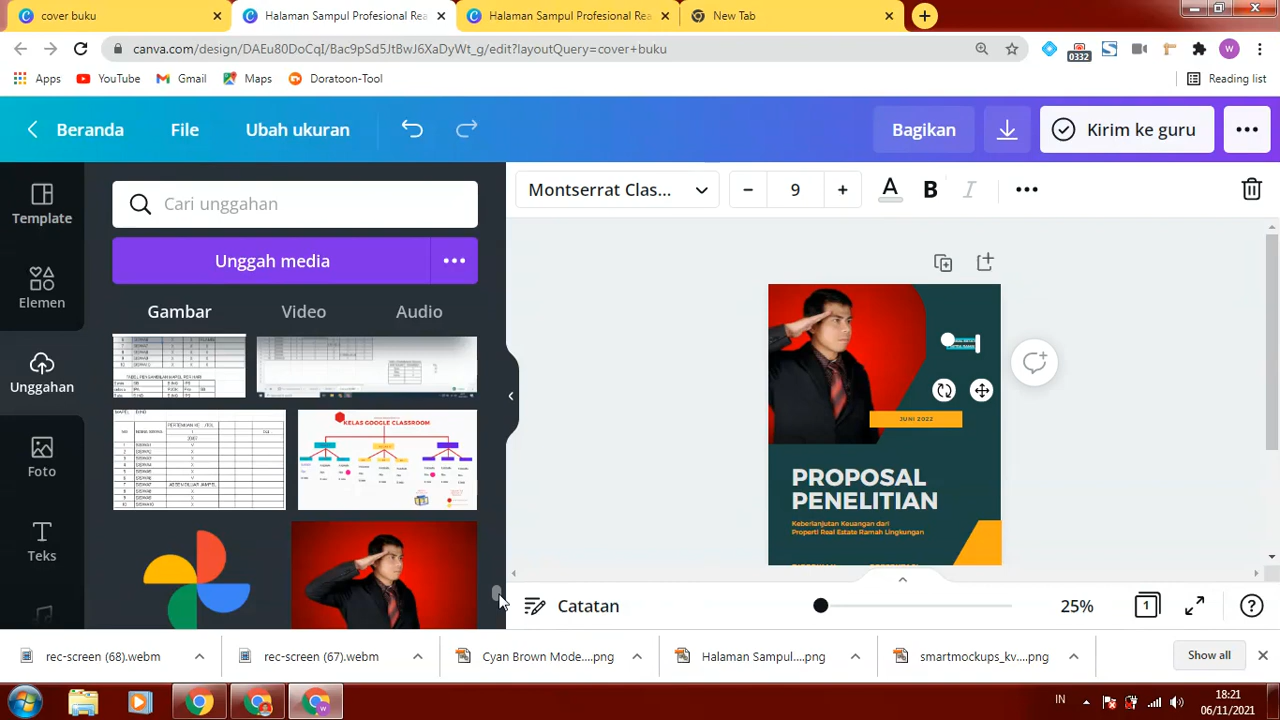 cover buku
Halaman Sampul Profesional Rea
Halaman Sampul Profesional Rea
New Tab
canva.com/design/DAEu80DoCqI/Bac9pSd5JtBvv6XaDyWt_g/edit?layoutQuery=cover+buku
0332
W
Apps
YouTube
Gmail
Maps
Doratoon-Tool
Reading list
Beranda
File
Ubah ukuran
Bagikan
Kirim ke guru
Template
Elemen
Unggahan
Foto
Teks
Cari unggahan
Unggah media
Gambar
Video
Audio
KELAS GOOGLE CLASSROOM
Montserrat Clas...
9
A
B
I
JUNI 2022
PROPOSAL
PENELITIAN
Keberlanjutan Keuangan dari
Properti Real Estate Ramah Lingkungan
Catatan
1
25%
rec-screen (68).webm
rec-screen (67).webm
Cyan Brown Mode....png
Halaman Sampul....png
smartmockups_kv....png
Show all
IN
18:21
06/11/2021